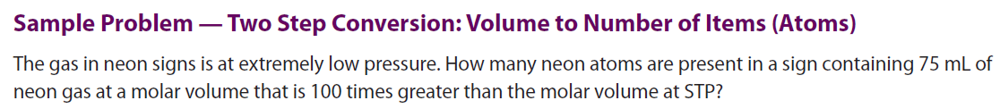 Sample Problem — Two Step Conversion: Volume to Number of Items (Atoms)
The gas in neon signs is at extremely low pressure. How many neon atoms are present in a sign containing 75 mL of
neon gas at a molar volume that is 100 times greater than the molar volume at STP?